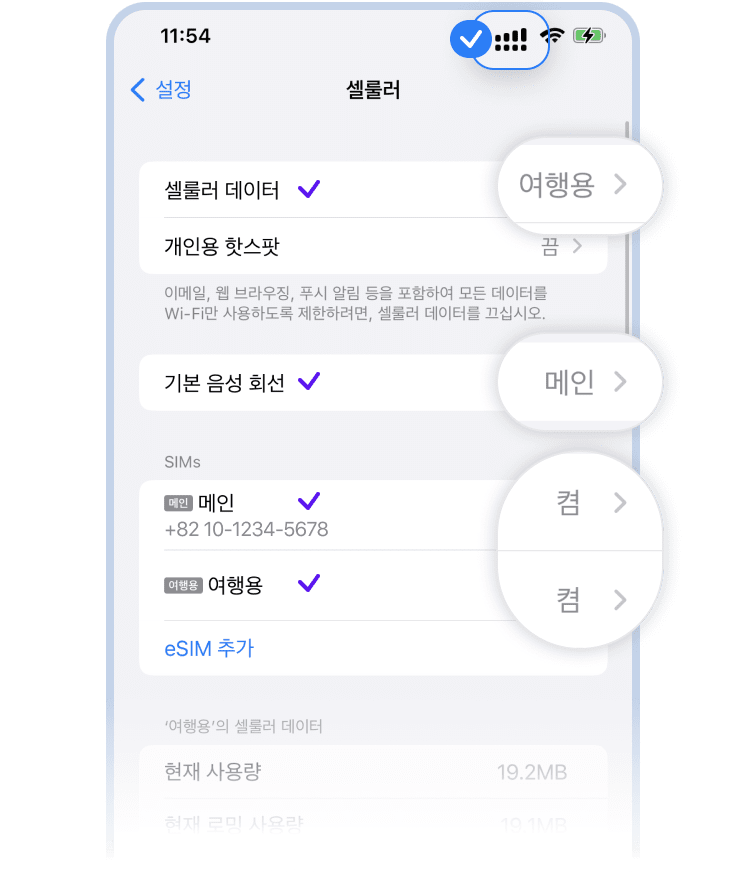 11:54
설정
셀룰러
셀룰러 데이터
여행용
개인용 핫스팟
끔
이메일, 웹 브라우징, 푸시 알림 등을 포함하여 모든 데이터를
Wi-Fi만 사용하도록 제한하려면, 셀룰러 데이터를 끄십시오.
기본 음성 회선
메인
SIMs
메인 메인
켬
+82 10-1234-5678
여행용 여행용
켬
eSIM 추가
‘여행용’의 셀룰러 데이터
현재 사용량
19.2MB
현재 로밍 사용량
19.1MB